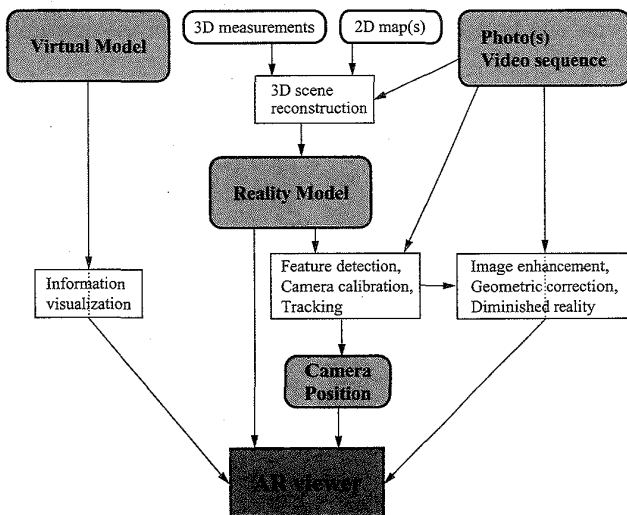 Virtual Model
3D measurements
2D map(s)
Photo(s)
Video sequence
3D scene
reconstruction
Reality Model
Feature detection,
Camera calibration,
Tracking
Image enhancement,
Geometric correction,
Diminished reality
Information
visualization
Camera
Position
AR viewer